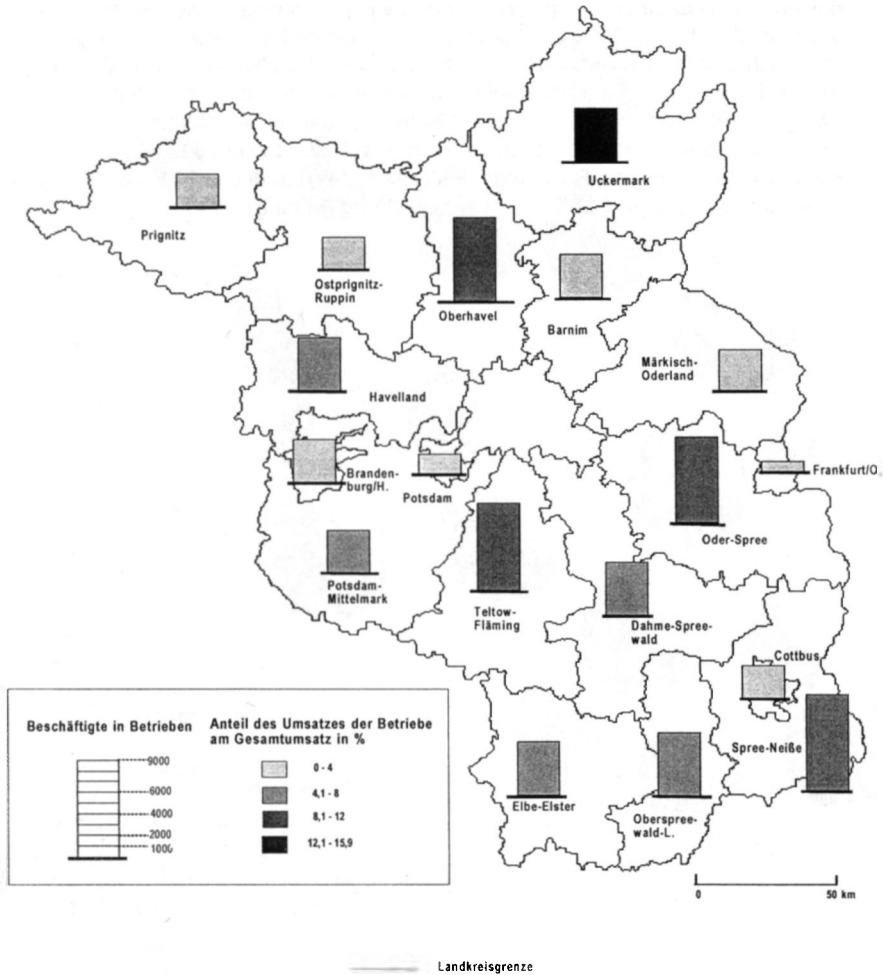 Uckermark
Prignitz
Ostprignitz-
Ruppin
Oberhavel
Barnim
Märkisch-
Oderland
Havelland
Branden-
burg/H.
Potsdam
Frankfurt/O.
Oder-Spree
Potsdam-
Mittelmark
Teltow-
Fläming
Dahme-Spree-
wald
Cottbus
Spree-Neiße
Elbe-Elster
Oberspree-
wald-L.
Beschäftigte in Betrieben
9000
6000
4000
2000
1000
Anteil des Umsatzes der Betriebe
am Gesamtumsatz in %
0 - 4
4,1 - 8
8,1 - 12
12,1 - 15,9
0 50 km
Landkreisgrenze